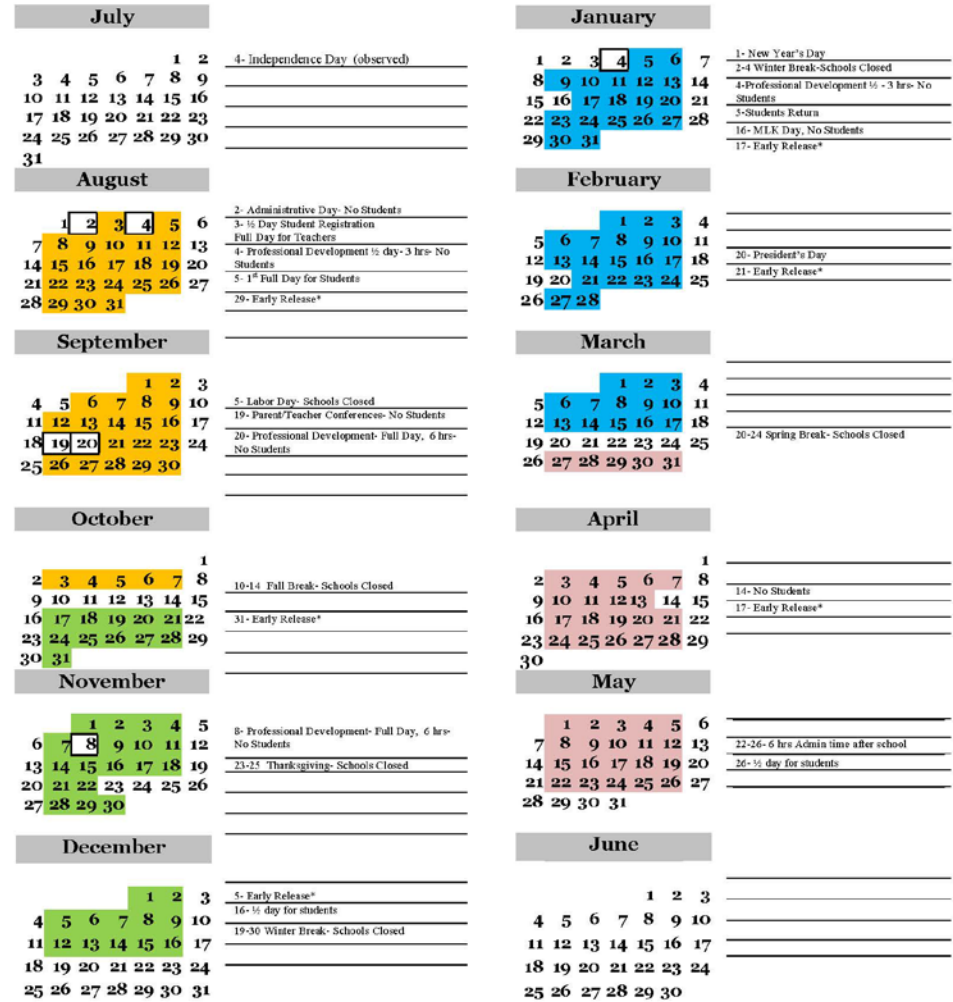 July
1 2
3 4 5 6 7 8 9
10 11 12 13 14 15 16
17 18 19 20 21 22 23
24 25 26 27 28 29 30
31
4- Independence Day (observed)
August
1 2 3 4 5 6
7 8 9 10 11 12 13
14 15 16 17 18 19 20
21 22 23 24 25 26 27
28 29 30 31
2- Administrative Day- No Students
3- ½ Day Student Registration
Full Day for Teachers
4- Professional Development ½ day- 3 hrs- No
Students
5- 1st Full Day for Students
29- Early Release*
September
1 2 3
4 5 6 7 8 9 10
11 12 13 14 15 16 17
18 19 20 21 22 23 24
25 26 27 28 29 30
5- Labor Day- Schools Closed
19- Parent/Teacher Conferences- No Students
20- Professional Development- Full Day, 6 hrs-
No Students
October
1
2 3 4 5 6 7 8
9 10 11 12 13 14 15
16 17 18 19 20 21 22
23 24 25 26 27 28 29
30 31
10-14 Fall Break- Schools Closed
31- Early Release*
November
1 2 3 4 5
6 7 8 9 10 11 12
13 14 15 16 17 18 19
20 21 22 23 24 25 26
27 28 29 30
8- Professional Development- Full Day, 6 hrs-
No Students
23-25 Thanksgiving- Schools Closed
December
1 2 3
4 5 6 7 8 9 10
11 12 13 14 15 16 17
18 19 20 21 22 23 24
25 26 27 28 29 30 31
5- Early Release*
16- ½ day for students
19-30 Winter Break- Schools Closed
January
1 2 3 4 5 6 7
8 9 10 11 12 13 14
15 16 17 18 19 20 21
22 23 24 25 26 27 28
29 30 31
1- New Year's Day
2-4 Winter Break-Schools Closed
4-Professional Development ½ - 3 hrs- No
Students
5-Students Return
16- MLK Day, No Students
17- Early Release*
February
1 2 3 4
5 6 7 8 9 10 11
12 13 14 15 16 17 18
19 20 21 22 23 24 25
26 27 28
20- President's Day
21- Early Release*
March
1 2 3 4
5 6 7 8 9 10 11
12 13 14 15 16 17 18
19 20 21 22 23 24 25
26 27 28 29 30 31
20-24 Spring Break- Schools Closed
April
1
2 3 4 5 6 7 8
9 10 11 12 13 14 15
16 17 18 19 20 21 22
23 24 25 26 27 28 29
30
14- No Students
17- Early Release*
May
1 2 3 4 5 6
7 8 9 10 11 12 13
14 15 16 17 18 19 20
21 22 23 24 25 26 27
28 29 30 31
22-26- 6 hrs Admin time after school
26- ½ day for students
June
1 2 3
4 5 6 7 8 9 10
11 12 13 14 15 16 17
18 19 20 21 22 23 24
25 26 27 28 29 30